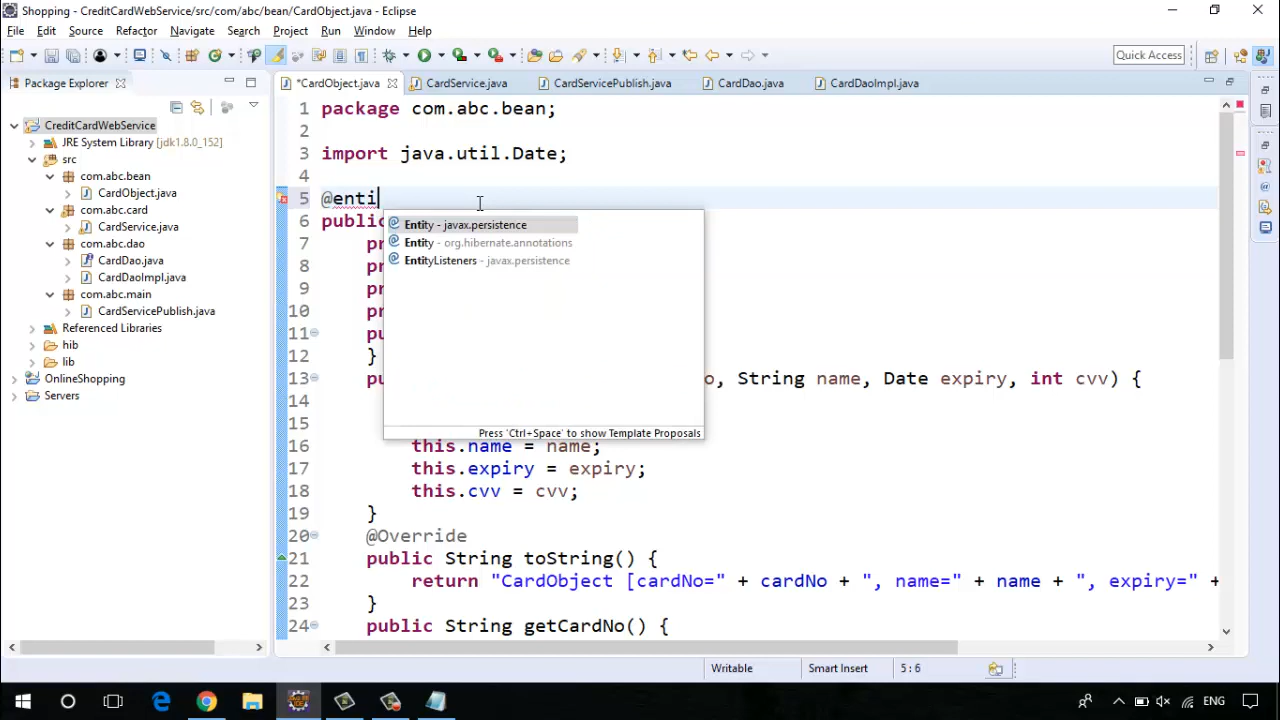 Shopping - CreditCardWebService/src/com/abc/bean/CardObject.java - Eclipse
File Edit Source Refactor Navigate Search Project Run Window Help
Quick Access
Package Explorer
*CardObject.java CardService.java CardServicePublish.java CardDao.java CardDaoImpl.java
CreditCardWebService
JRE System Library [jdk1.8.0_152]
src
com.abc.bean
CardObject.java
com.abc.card
CardService.java
com.abc.dao
CardDao.java
CardDaoImpl.java
com.abc.main
CardServicePublish.java
Referenced Libraries
hib
lib
OnlineShopping
Servers
1 package com.abc.bean;
2
3 import java.util.Date;
4
5 @enti
6 public
7 pr
8 pr
9 pr
10 pr
11 pu
12 }
13 pu o, String name, Date expiry, int cvv) {
14
15
16 this.name = name;
17 this.expiry = expiry;
18 this.cvv = cvv;
19 }
20 @Override
21 public String toString() {
22 return "CardObject [cardNo=" + cardNo + ", name=" + name + ", expiry=" +
23 }
24 public String getCardNo() {
Entity - javax.persistence
Entity - org.hibernate.annotations
EntityListeners - javax.persistence
Press 'Ctrl+Space' to show Template Proposals
Writable Smart Insert 5 : 6
ENG